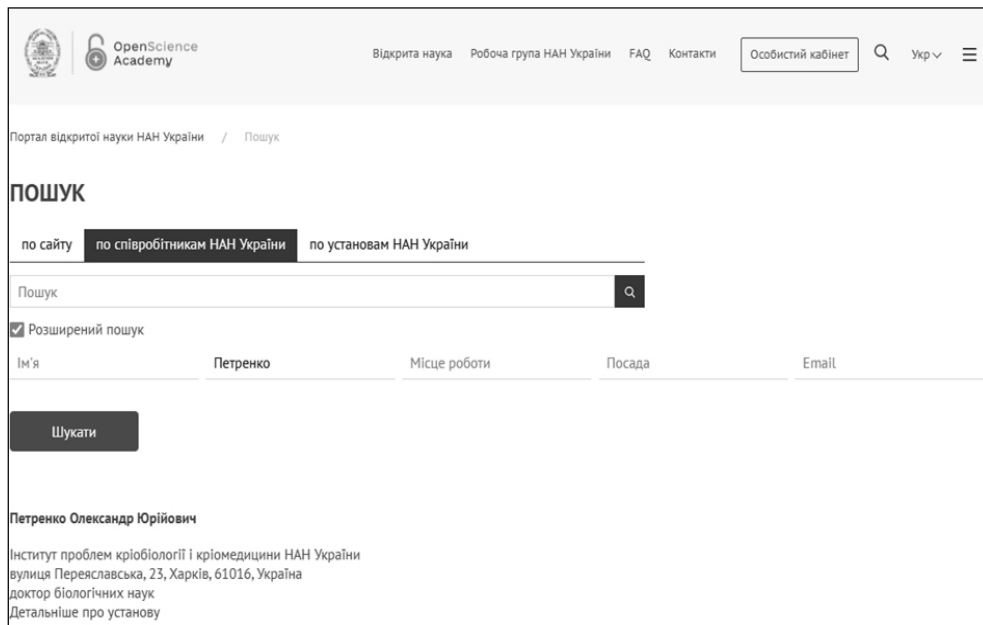 OpenScience
Academy
Відкрита наука Робоча група НАН України FAQ Контакти Особистий кабінет Укр
Портал відкритої науки НАН України / Пошук
ПОШУК
по сайту по співробітникам НАН України по установам НАН України
Пошук
Розширений пошук
Ім'я Петренко Місце роботи Посада Email
Шукати
Петренко Олександр Юрійович
Інститут проблем кріобіології і кріомедицини НАН України
вулиця Переяславська, 23, Харків, 61016, Україна
доктор біологічних наук
Детальніше про установу